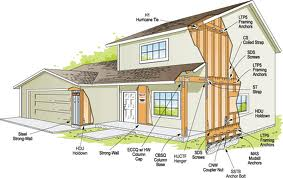 H1
Hurricane Tie
LTP5
Framing
Anchors
CS
Coiled Strap
SDS
Screws
LTP5
Framing
Anchors
ST
Strap
HDU
Holdown
LTP5
Framing
Anchors
MAS
Mudsill
Anchors
SSTB
Anchor Bolt
CNW
Coupler Nut
SDS
Screws
HUCTF
Hanger
CBSQ
Column
Base
ECCQ w/ HW
Column
Cap
Strong-Wall
HDU
Holdown
Steel
Strong-Wall